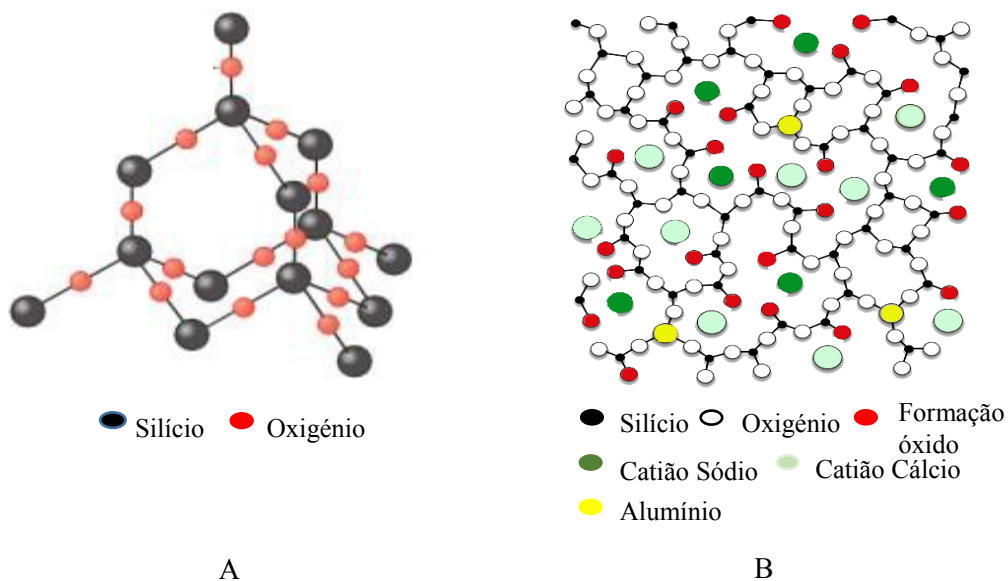 Silício Oxigénio
Silício Oxigénio Formação
óxido
Catião Sódio Catião Cálcio
Alumínio
A
B